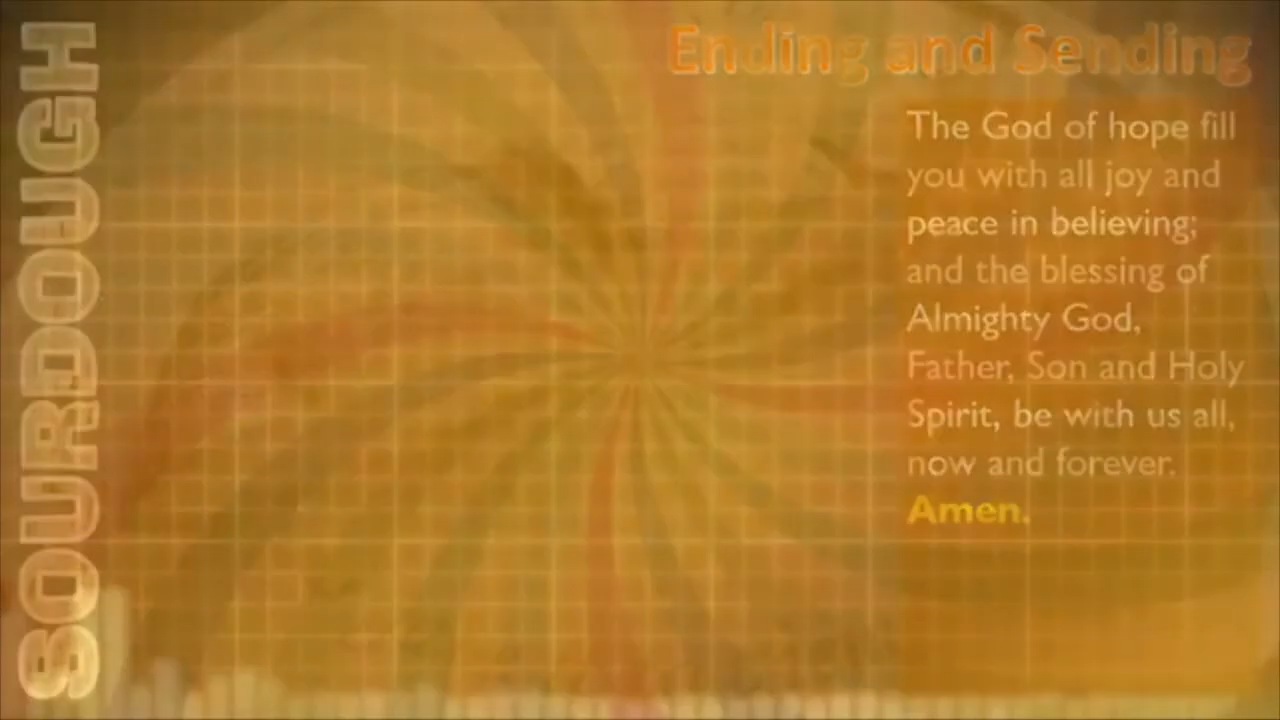 SOURDOUGH
Ending and Sending
The God of hope fill
you with all joy and
peace in believing;
and the blessing of
Almighty God,
Father, Son and Holy
Spirit, be with us all,
now and forever.
Amen.